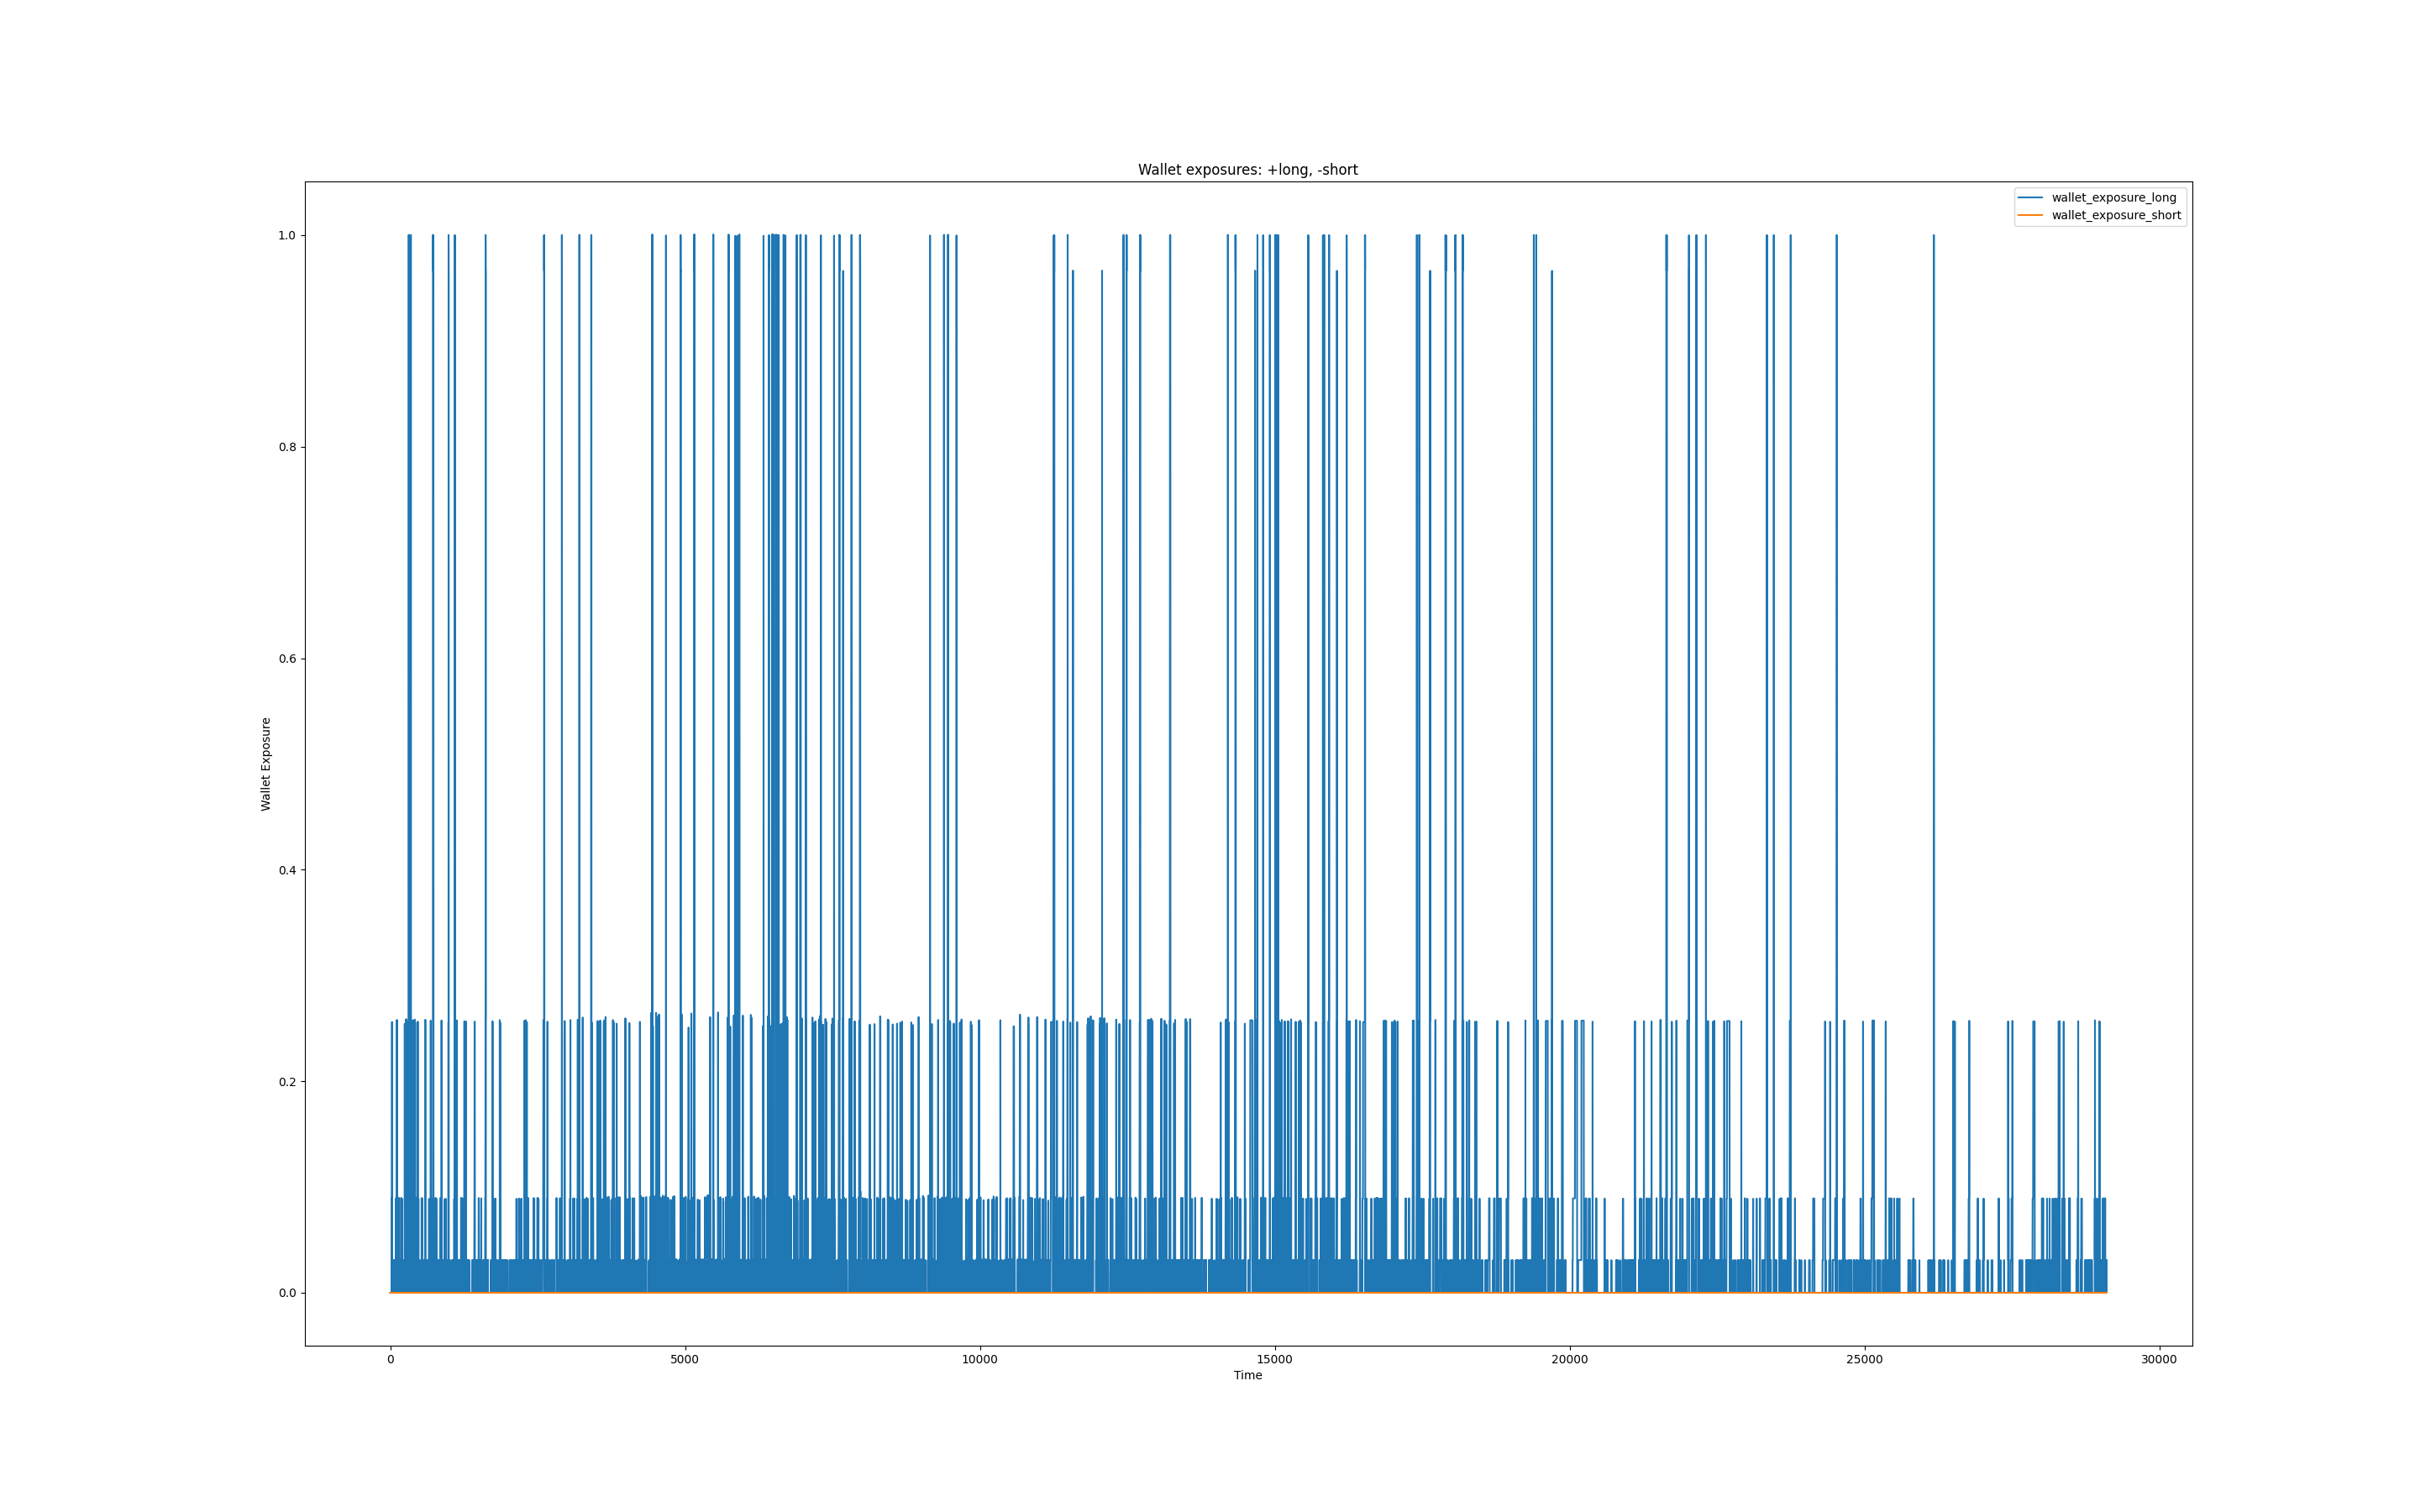 Wallet exposures: +long, -short
wallet_exposure_long
wallet_exposure_short
1.0
0.8
0.6
0.4
0.2
0.0
Wallet Exposure
0 5000 10000 15000 20000 25000 30000
Time